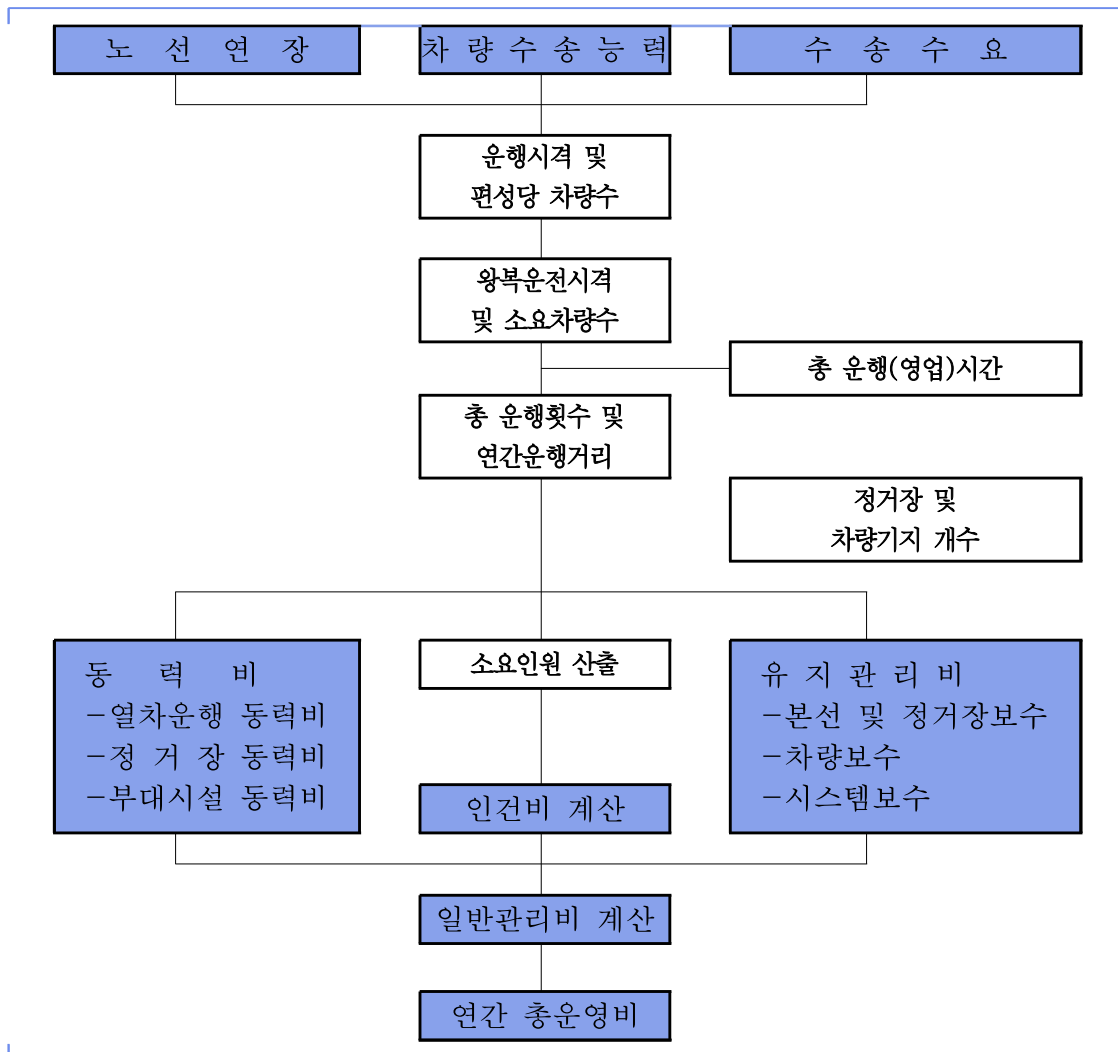 노 선 연 장
차 량 수 송 능 력
수 송 수 요
운행시격 및
편성당 차량수
왕복운전시격
및 소요차량수
총 운행(영업)시간
총 운행횟수 및
연간운행거리
정거장 및
차량기지 개수
동 력 비
-열차운행 동력비
-정 거 장 동력비
-부대시설 동력비
소요인원 산출
인건비 계산
유 지 관 리 비
-본선 및 정거장보수
-차량보수
-시스템보수
일반관리비 계산
연간 총운영비